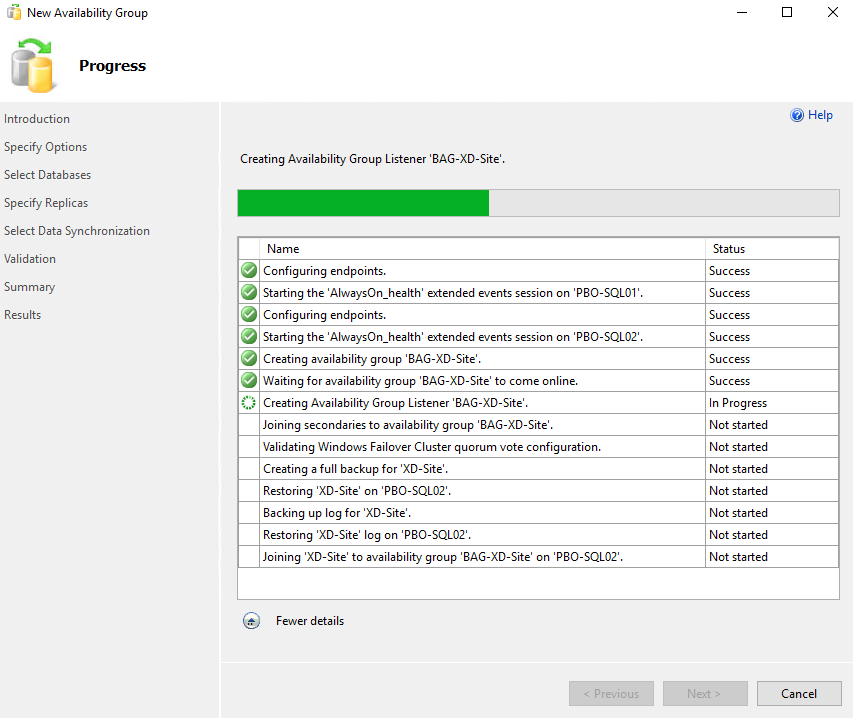 New Availability Group
Progress
Introduction
Specify Options
Select Databases
Specify Replicas
Select Data Synchronization
Validation
Summary
Results
Help
Creating Availability Group Listener 'BAG-XD-Site'.
Name Status
Configuring endpoints. Success
Starting the 'AlwaysOn_health' extended events session on 'PBO-SQL01'. Success
Configuring endpoints. Success
Starting the 'AlwaysOn_health' extended events session on 'PBO-SQL02'. Success
Creating availability group 'BAG-XD-Site'. Success
Waiting for availability group 'BAG-XD-Site' to come online. Success
Creating Availability Group Listener 'BAG-XD-Site'. In Progress
Joining secondaries to availability group 'BAG-XD-Site'. Not started
Validating Windows Failover Cluster quorum vote configuration. Not started
Creating a full backup for 'XD-Site'. Not started
Restoring 'XD-Site' on 'PBO-SQL02'. Not started
Backing up log for 'XD-Site'. Not started
Restoring 'XD-Site' log on 'PBO-SQL02'. Not started
Joining 'XD-Site' to availability group 'BAG-XD-Site' on 'PBO-SQL02'. Not started
Fewer details
< Previous Next > Cancel